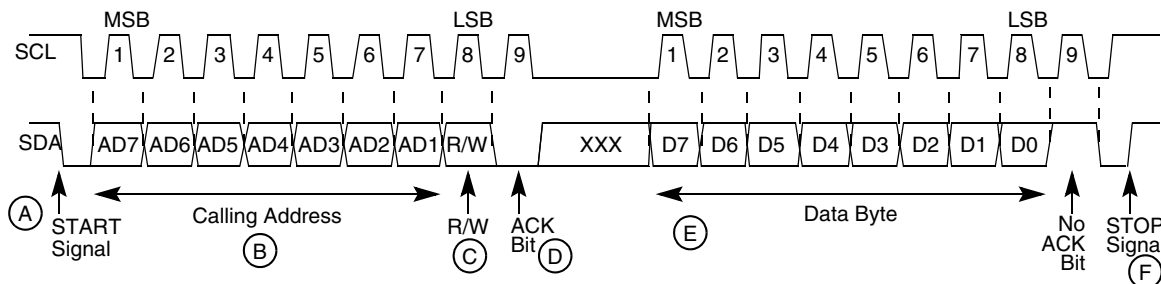 MSB LSB MSB LSB
SCL 1 2 3 4 5 6 7 8 9 1 2 3 4 5 6 7 8 9
SDA AD7 AD6 AD5 AD4 AD3 AD2 AD1 R/W XXX D7 D6 D5 D4 D3 D2 D1 D0
A START Signal
Calling Address
B
R/W
C
ACK Bit
D
E
Data Byte
No ACK Bit
STOP Signal
F